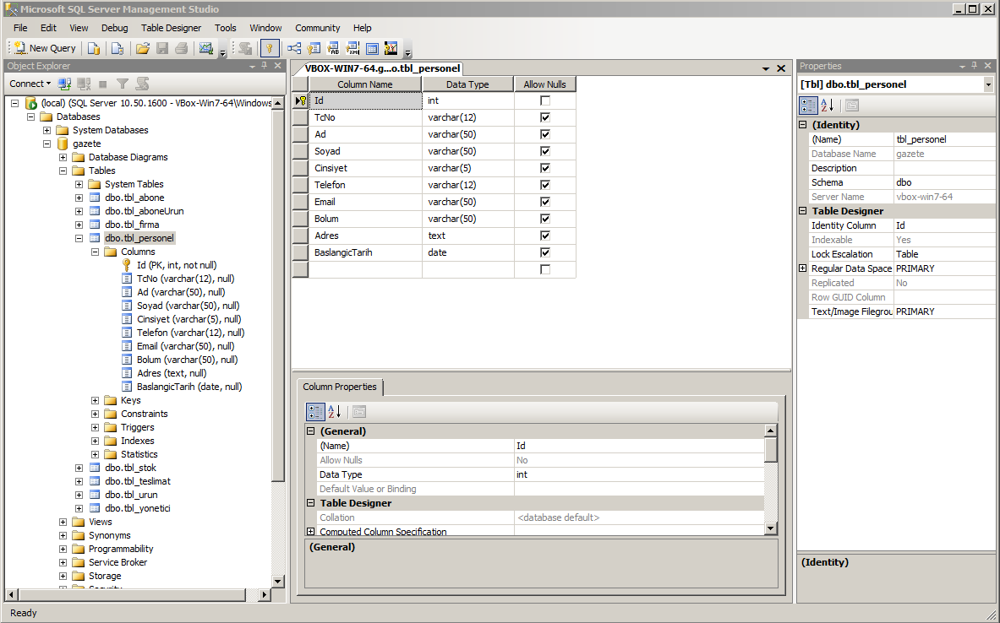 Microsoft SQL Server Management Studio
File Edit View Debug Table Designer Tools Window Community Help
New Query
Object Explorer
Connect
(local) (SQL Server 10.50.1600 - VBox-Win7-64\Windows
Databases
System Databases
gazete
Database Diagrams
Tables
System Tables
dbo.tbl_abone
dbo.tbl_aboneUrun
dbo.tbl_firma
dbo.tbl_personel
Columns
Id (PK, int, not null)
TcNo (varchar(12), null)
Ad (varchar(50), null)
Soyad (varchar(50), null)
Cinsiyet (varchar(5), null)
Telefon (varchar(12), null)
Email (varchar(50), null)
Bolum (varchar(50), null)
Adres (text, null)
BaslangicTarih (date, null)
Keys
Constraints
Triggers
Indexes
Statistics
dbo.tbl_stok
dbo.tbl_teslimat
dbo.tbl_urun
dbo.tbl_yonetici
Views
Synonyms
Programmability
Service Broker
Storage
Security
VBOX-WIN7-64.g...o.tbl_personel
Column Name Data Type Allow Nulls
Id int
TcNo varchar(12)
Ad varchar(50)
Soyad varchar(50)
Cinsiyet varchar(5)
Telefon varchar(12)
Email varchar(50)
Bolum varchar(50)
Adres text
BaslangicTarih date
Column Properties
(General)
(Name) Id
Allow Nulls No
Data Type int
Default Value or Binding
Table Designer
Collation <database default>
Computed Column Specification
(General)
Properties
[Tbl] dbo.tbl_personel
(Identity)
(Name) tbl_personel
Database Name gazete
Description
Schema dbo
Server Name vbox-win7-64
Table Designer
Identity Column Id
Indexable Yes
Lock Escalation Table
Regular Data Space PRIMARY
Replicated No
Row GUID Column
Text/Image Filegrou PRIMARY
(Identity)
Ready